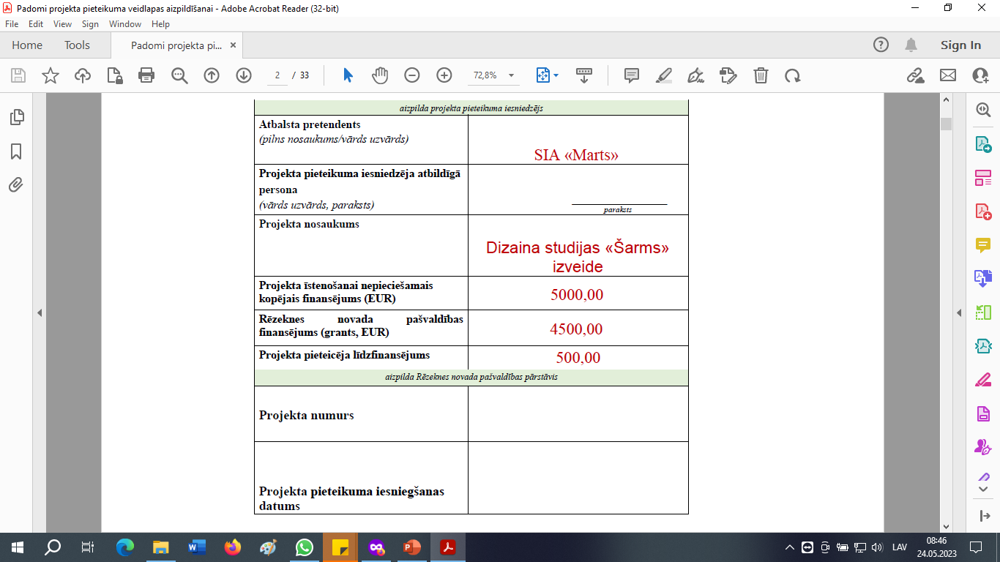 Padomi projekta pieteikuma veidlapas aizpildīšanai - Adobe Acrobat Reader (32-bit)
File Edit View Sign Window Help
Home Tools Padomi projekta pi... × Sign In
2 / 33 72,8%
aizpilda projekta pieteikuma iesniedzējs
Atbalsta pretendents
(pilns nosaukums/vārds uzvārds)
SIA «Marts»
Projekta pieteikuma iesniedzēja atbildīgā
persona
(vārds uzvārds, paraksts)
paraksts
Projekta nosaukums
Dizaina studijas «Šarms»
izveide
Projekta īstenošanai nepieciešamais
kopējais finansējums (EUR)
5000,00
Rēzeknes novada pašvaldības
finansējums (grants, EUR)
4500,00
Projekta pieteicēja līdzfinansējums
500,00
aizpilda Rēzeknes novada pašvaldības pārstāvis
Projekta numurs
Projekta pieteikuma iesniegšanas
datums
LAV
08:46
24.05.2023